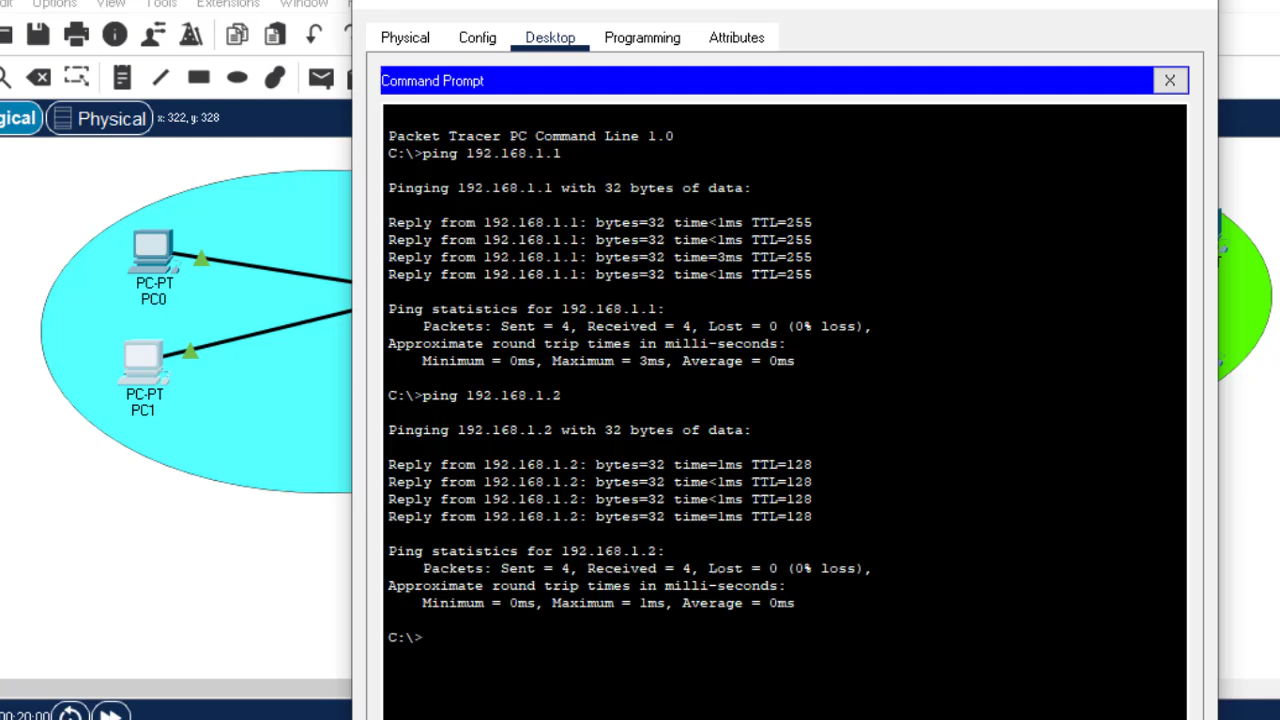 Options View Tools Extensions Window
Physical Config Desktop Programming Attributes
Command Prompt X
gical Physical x: 322, y: 328
Packet Tracer PC Command Line 1.0
C:\>ping 192.168.1.1
Pinging 192.168.1.1 with 32 bytes of data:
Reply from 192.168.1.1: bytes=32 time<1ms TTL=255
Reply from 192.168.1.1: bytes=32 time<1ms TTL=255
Reply from 192.168.1.1: bytes=32 time=3ms TTL=255
Reply from 192.168.1.1: bytes=32 time<1ms TTL=255
Ping statistics for 192.168.1.1:
Packets: Sent = 4, Received = 4, Lost = 0 (0% loss),
Approximate round trip times in milli-seconds:
Minimum = 0ms, Maximum = 3ms, Average = 0ms
C:\>ping 192.168.1.2
Pinging 192.168.1.2 with 32 bytes of data:
Reply from 192.168.1.2: bytes=32 time=1ms TTL=128
Reply from 192.168.1.2: bytes=32 time<1ms TTL=128
Reply from 192.168.1.2: bytes=32 time<1ms TTL=128
Reply from 192.168.1.2: bytes=32 time=1ms TTL=128
Ping statistics for 192.168.1.2:
Packets: Sent = 4, Received = 4, Lost = 0 (0% loss),
Approximate round trip times in milli-seconds:
Minimum = 0ms, Maximum = 1ms, Average = 0ms
C:\>
PC-PT
PC0
PC-PT
PC1
00:20:00